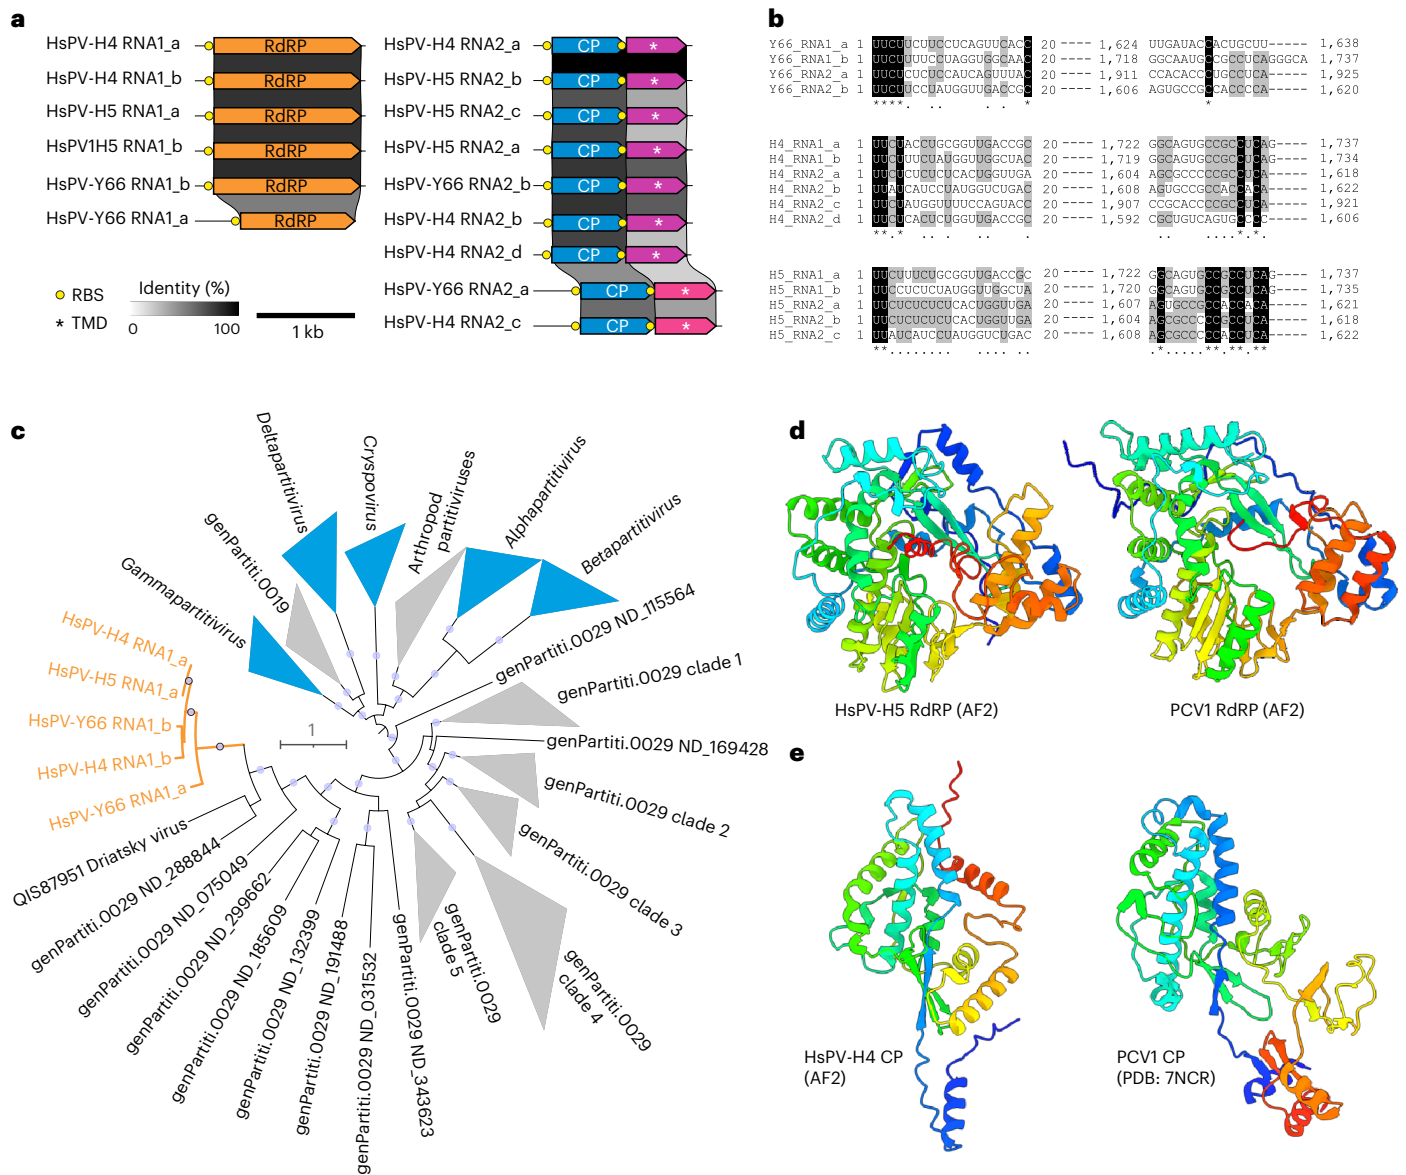 a
HsPV-H4 RNA1_a RdRP
HsPV-H4 RNA1_b RdRP
HsPV-H5 RNA1_a RdRP
HsPV1H5 RNA1_b RdRP
HsPV-Y66 RNA1_b RdRP
HsPV-Y66 RNA1_a RdRP
HsPV-H4 RNA2_a CP *
HsPV-H5 RNA2_b CP *
HsPV-H5 RNA2_c CP *
HsPV-H5 RNA2_a CP *
HsPV-Y66 RNA2_b CP *
HsPV-H4 RNA2_b CP *
HsPV-H4 RNA2_d CP *
HsPV-Y66 RNA2_a CP *
HsPV-H4 RNA2_c CP *
RBS
* TMD
Identity (%)
0 100
1 kb
b
Y66_RNA1_a 1 UUCUUCUUCCUCAGUUCACC 20 ---- 1,624 UUGAUACCACUGCUU----- 1,638
Y66_RNA1_b 1 UUCUUUUCCUAGGUGGCAAC 20 ---- 1,718 GGCAAUGCCGCCUCAGGGCA 1,737
Y66_RNA2_a 1 UUCUCUCUCCAUCAGUUUAC 20 ---- 1,911 CCACACCCUGCCUCA----- 1,925
Y66_RNA2_b 1 UUCUUCCUAUGGUUGACUGC 20 ---- 1,606 AGUGCCGCCACCCCA----- 1,620
H4_RNA1_a 1 UUCUACCUGCGGUUGACCGC 20 ---- 1,722 GGCAGUGCCGCCUCAG---- 1,737
H4_RNA1_b 1 UUCUUUCUAUGGUUGGCUAC 20 ---- 1,719 GGCAGUGCCGCCUCAG---- 1,734
H4_RNA2_a 1 UUCUCUCUCUCACUGGUUGA 20 ---- 1,604 AGCGCCCCCGCCUCA----- 1,618
H4_RNA2_b 1 UUAUCAUCCUAUGGUCUGAC 20 ---- 1,608 AGUGCCGCCACCACA----- 1,622
H4_RNA2_c 1 UUCUAUGGUUUUCCAGUACC 20 ---- 1,907 CCGCACCCCGCCUCA----- 1,921
H4_RNA2_d 1 UUCUCACUCUGGUUGACCGC 20 ---- 1,592 CGCUGUCAGUGCCCC----- 1,606
H5_RNA1_a 1 UUCUUUCUGCGGUUGACCGC 20 ---- 1,722 GGCAGUGCCGCCUCAG---- 1,737
H5_RNA1_b 1 UUCCUCUCUAUGGUUGGCUA 20 ---- 1,720 GGCAGUGCCGCCUCAG---- 1,735
H5_RNA2_a 1 UUCUCUCUCUCACUGGUUGA 20 ---- 1,607 AGUGCCGCCACCUCA----- 1,621
H5_RNA2_b 1 UUCUCUCUCUCACUGGUUGA 20 ---- 1,604 AGCGCCCCCGCCUCA----- 1,618
H5_RNA2_c 1 UUAUCAUCCUAUGGUCUGAC 20 ---- 1,608 AGCGCCCCCACCUCA----- 1,622
c
Deltapartitivirus
Cryspovirus
Arthropod
partitiviruses
Alphapartitivirus
Betapartitivirus
genPartiti.0019
Gammapartitivirus
genPartiti.0029 ND_115564
genPartiti.0029 clade 1
genPartiti.0029 ND_169428
genPartiti.0029 clade 2
genPartiti.0029 clade 3
genPartiti.0029
clade 4
genPartiti.0029
clade 5
genPartiti.0029 ND_343623
genPartiti.0029 ND_031532
genPartiti.0029 ND_191488
genPartiti.0029 ND_132399
genPartiti.0029 ND_185609
genPartiti.0029 ND_299662
genPartiti.0029 ND_075049
genPartiti.0029 ND_288844
QIS87951 Driatsky virus
HsPV-Y66 RNA1_a
HsPV-H4 RNA1_b
HsPV-Y66 RNA1_b
HsPV-H5 RNA1_a
HsPV-H4 RNA1_a
1
d
HsPV-H5 RdRP (AF2)
PCV1 RdRP (AF2)
e
HsPV-H4 CP
(AF2)
PCV1 CP
(PDB: 7NCR)